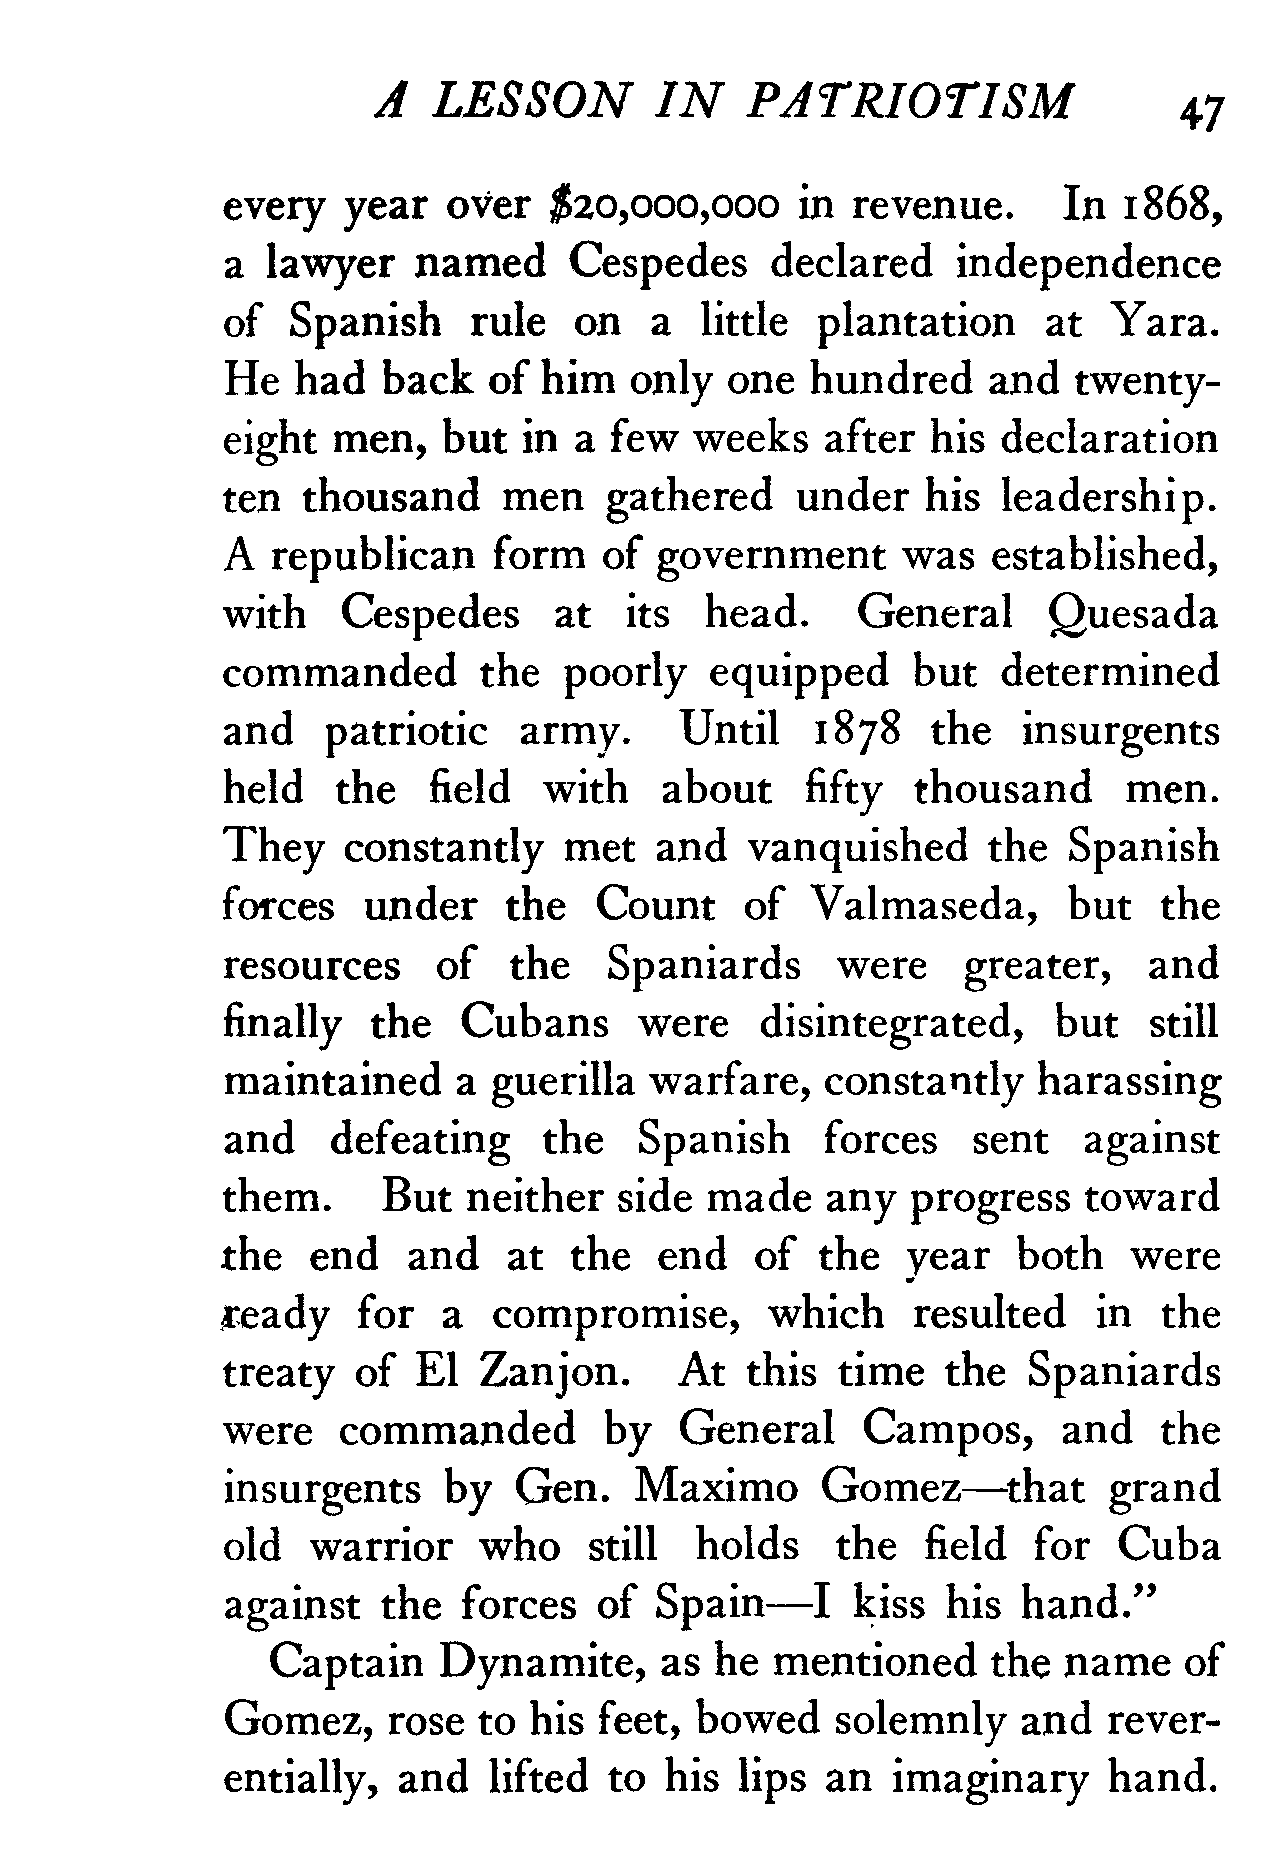 A LESSON IN PATRIOTISM 47
every year over $20,000,000 in revenue. In 1868,
a lawyer named Cespedes declared independence
of Spanish rule on a little plantation at Yara.
He had back of him only one hundred and twenty-
eight men, but in a few weeks after his declaration
ten thousand men gathered under his leadership.
A republican form of government was established,
with Cespedes at its head. General Quesada
commanded the poorly equipped but determined
and patriotic army. Until 1878 the insurgents
held the field with about fifty thousand men.
They constantly met and vanquished the Spanish
forces under the Count of Valmaseda, but the
resources of the Spaniards were greater, and
finally the Cubans were disintegrated, but still
maintained a guerilla warfare, constantly harassing
and defeating the Spanish forces sent against
them. But neither side made any progress toward
the end and at the end of the year both were
ready for a compromise, which resulted in the
treaty of El Zanjon. At this time the Spaniards
were commanded by General Campos, and the
insurgents by Gen. Maximo Gomez—that grand
old warrior who still holds the field for Cuba
against the forces of Spain—I kiss his hand."
Captain Dynamite, as he mentioned the name of
Gomez, rose to his feet, bowed solemnly and rever-
entially, and lifted to his lips an imaginary hand.